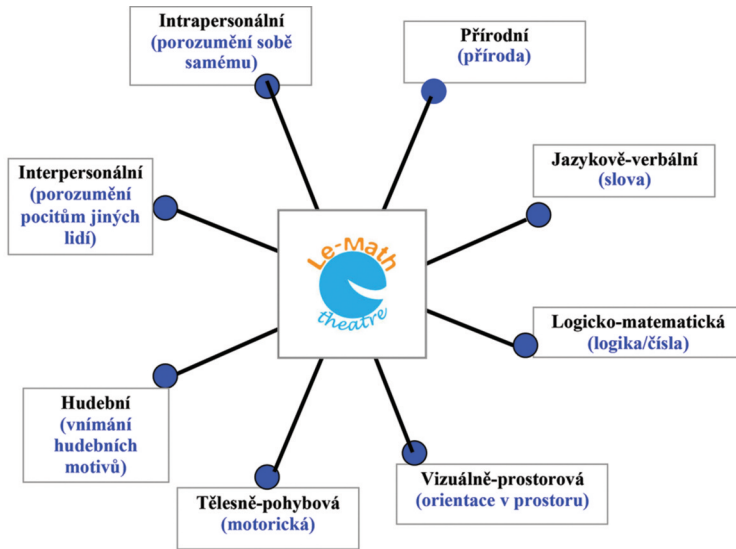 Intrapersonální
(porozumění sobě
samému)
Přírodní
(příroda)
Jazykově-verbální
(slova)
Interpersonální
(porozumění
pocitům jiných
lidí)
Le-Math
theatre
Logicko-matematická
(logika/čísla)
Hudební
(vnímání
hudebních
motivů)
Vizuálně-prostorová
(orientace v prostoru)
Tělesně-pohybová
(motorická)